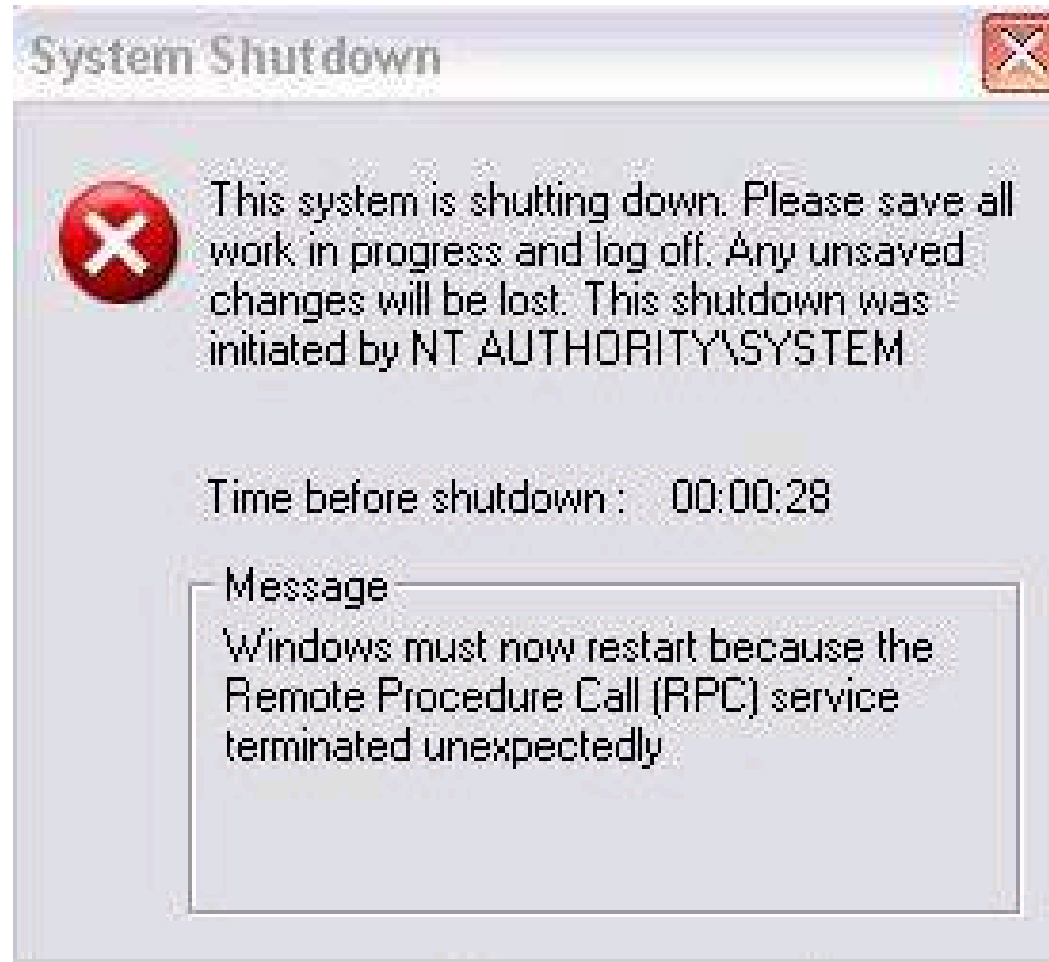 System Shutdown
This system is shutting down. Please save all
work in progress and log off. Any unsaved
changes will be lost. This shutdown was
initiated by NT AUTHORITY\SYSTEM
Time before shutdown : 00:00:28
Message
Windows must now restart because the
Remote Procedure Call (RPC) service
terminated unexpectedly